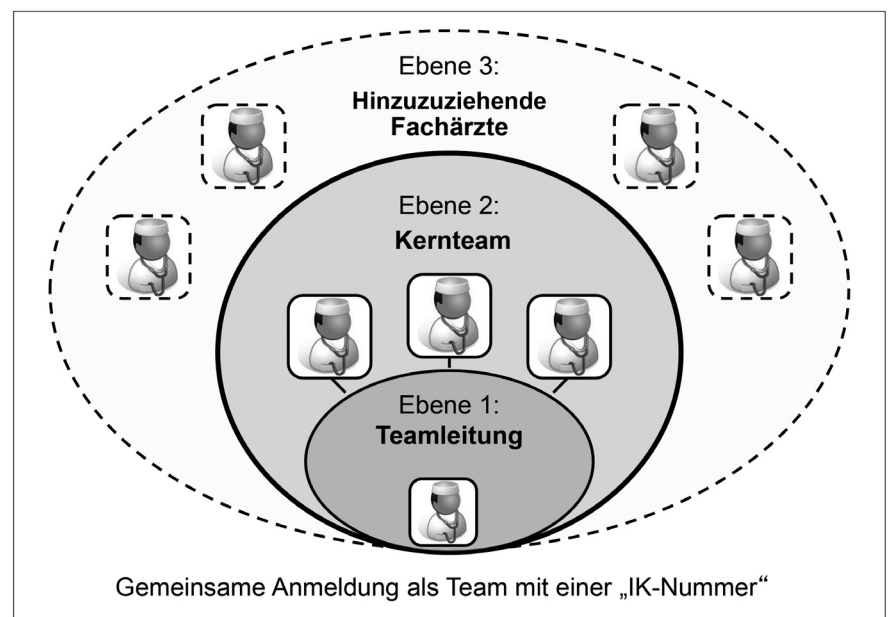 Ebene 3:
Hinzuzuziehende
Fachärzte
Ebene 2:
Kernteam
Ebene 1:
Teamleitung
Gemeinsame Anmeldung als Team mit einer „IK-Nummer“